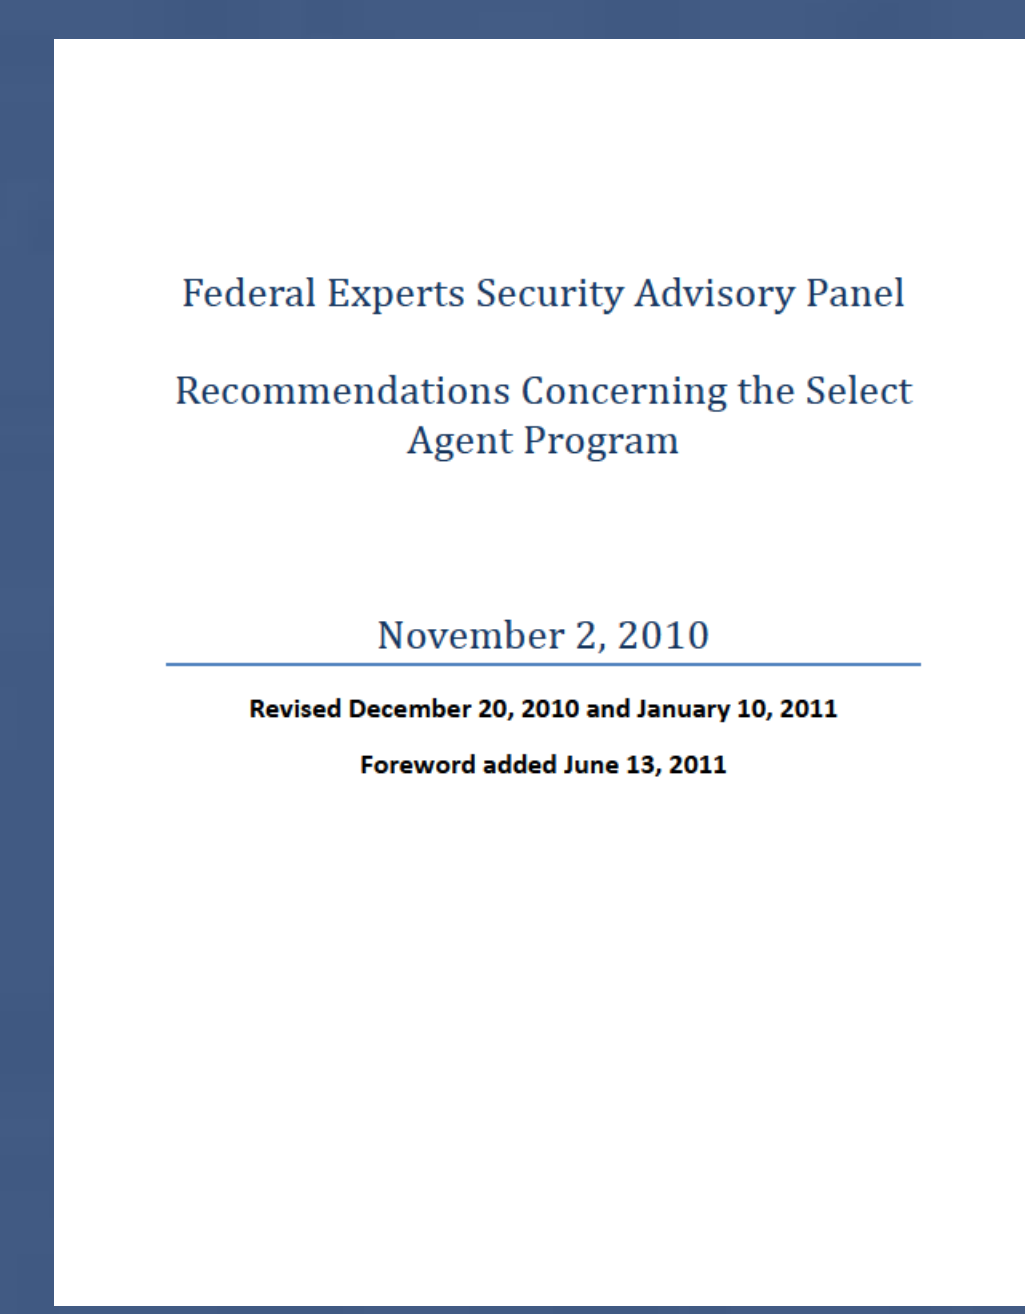 Federal Experts Security Advisory Panel
Recommendations Concerning the Select
Agent Program
November 2, 2010
Revised December 20, 2010 and January 10, 2011
Foreword added June 13, 2011